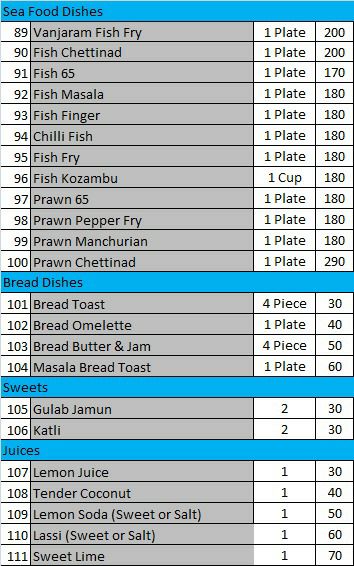 Sea Food Dishes
89 Vanjaram Fish Fry 1 Plate 200
90 Fish Chettinad 1 Plate 200
91 Fish 65 1 Plate 170
92 Fish Masala 1 Plate 180
93 Fish Finger 1 Plate 180
94 Chilli Fish 1 Plate 180
95 Fish Fry 1 Plate 180
96 Fish Kozambu 1 Cup 180
97 Prawn 65 1 Plate 180
98 Prawn Pepper Fry 1 Plate 180
99 Prawn Manchurian 1 Plate 180
100 Prawn Chettinad 1 Plate 290
Bread Dishes
101 Bread Toast 4 Piece 30
102 Bread Omelette 1 Plate 40
103 Bread Butter & Jam 4 Piece 50
104 Masala Bread Toast 1 Plate 60
Sweets
105 Gulab Jamun 2 30
106 Katli 2 30
Juices
107 Lemon Juice 1 30
108 Tender Coconut 1 40
109 Lemon Soda (Sweet or Salt) 1 50
110 Lassi (Sweet or Salt) 1 60
111 Sweet Lime 1 70